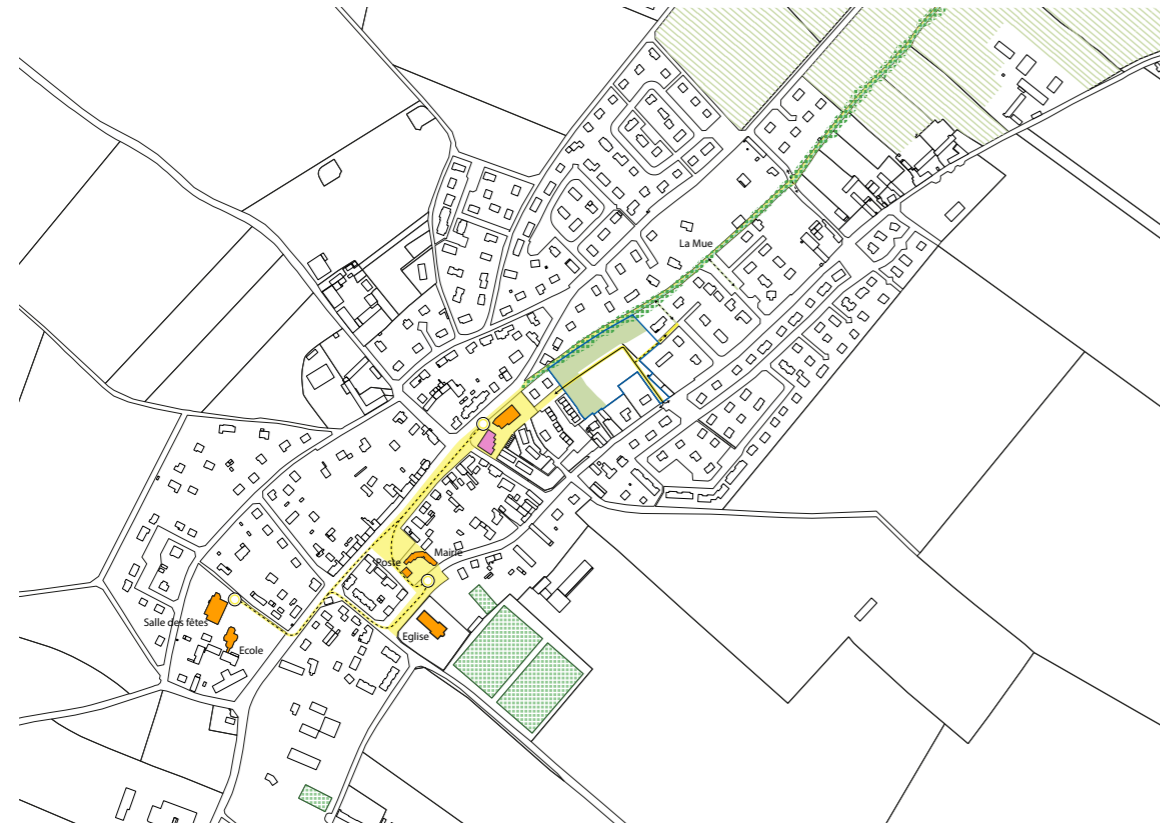 La Mue
Mairie
Poste
Salle des fêtes
Eglise
Ecole